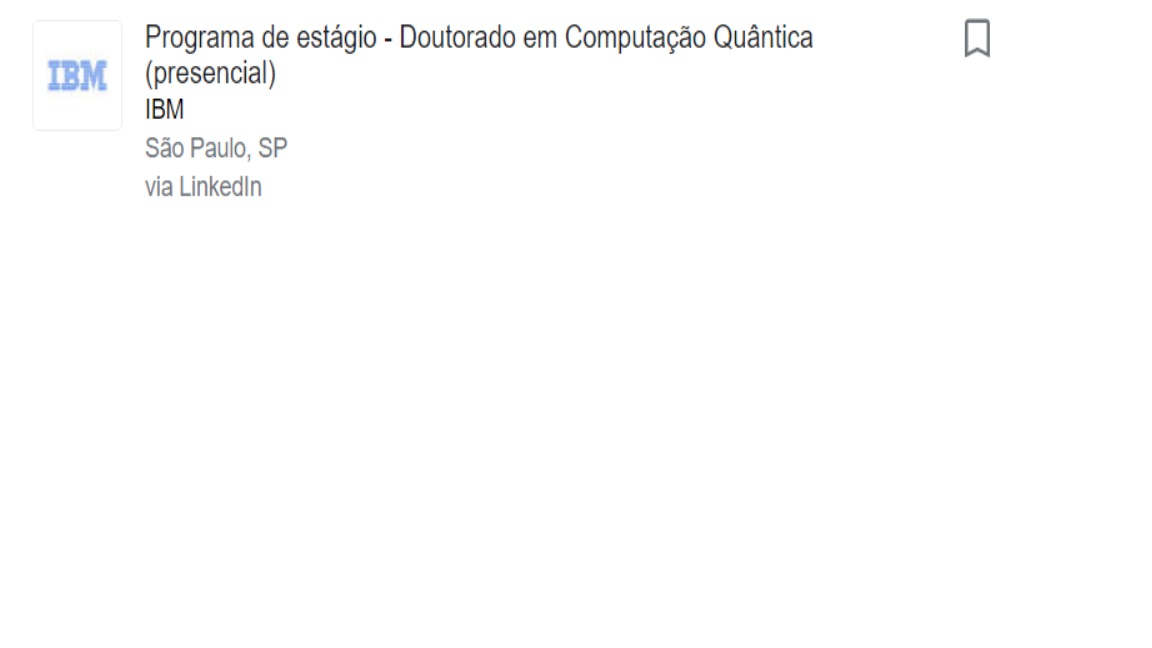 Programa de estágio - Doutorado em Computação Quântica
(presencial)
IBM
IBM
São Paulo, SP
via LinkedIn